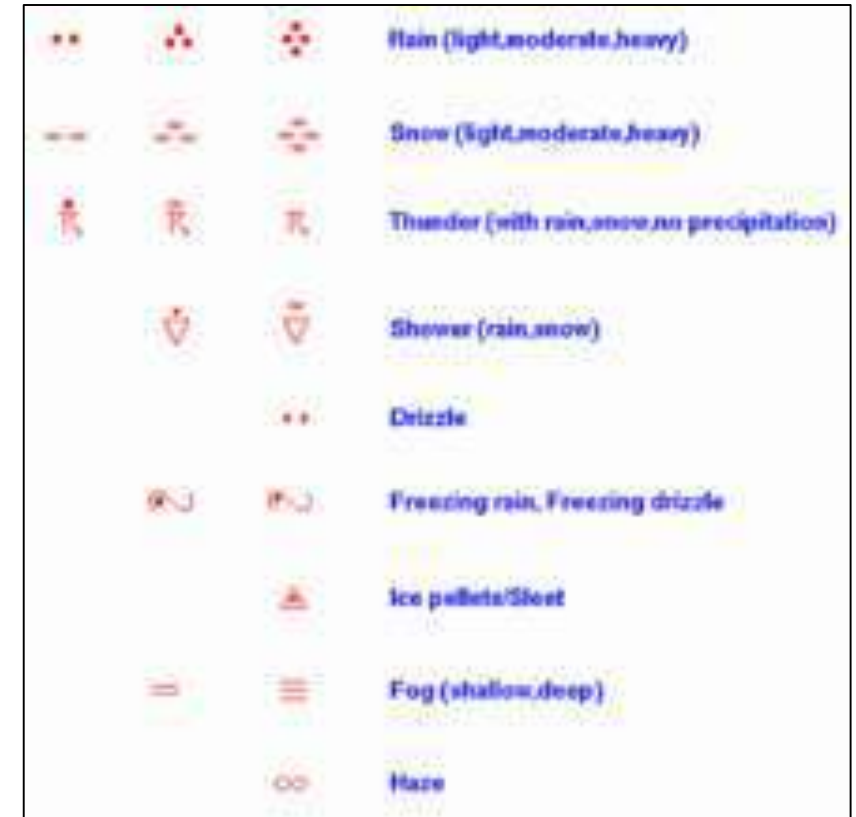 Rain (light,moderate,heavy)
Snow (light,moderate,heavy)
Thunder (with rain,snow,no precipitation)
Shower (rain,snow)
Drizzle
Freezing rain, Freezing drizzle
Ice pellets/Sleet
Fog (shallow,deep)
Haze